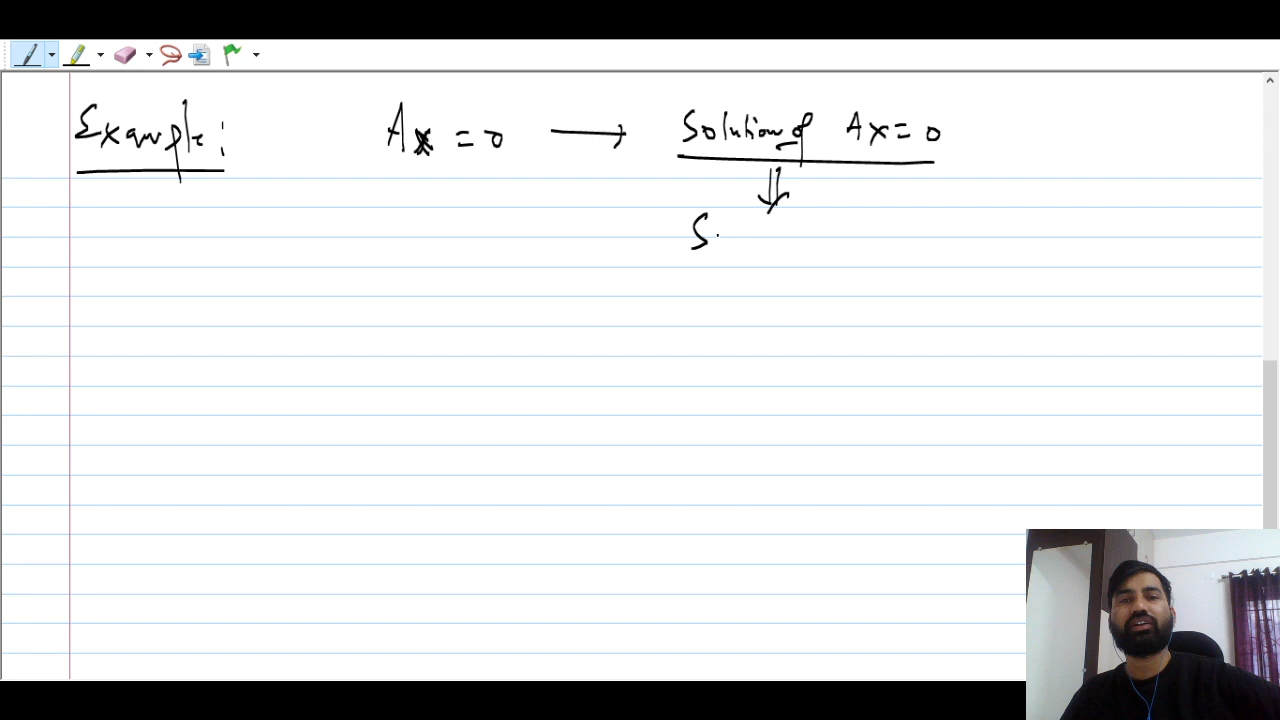 Example: Ax = 0 ⟶ Solution of Ax = 0
⇓
S